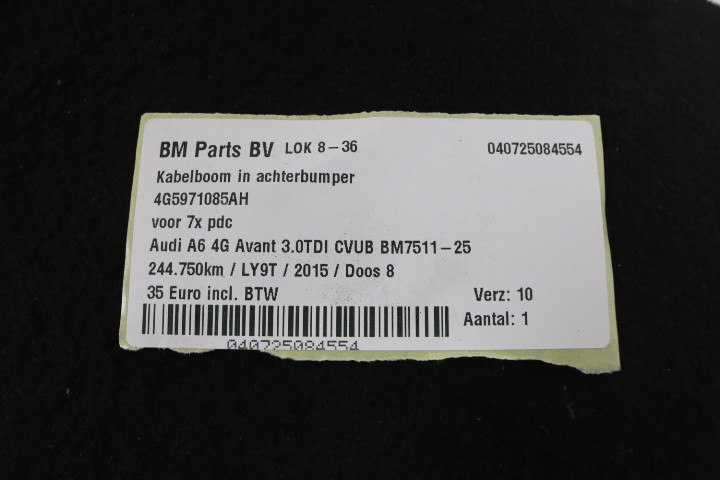 BM Parts BV LOK 8-36 040725084554
Kabelboom in achterbumper
4G5971085AH
voor 7x pdc
Audi A6 4G Avant 3.0TDI CVUB BM7511-25
244.750km / LY9T / 2015 / Doos 8
35 Euro incl. BTW Verz: 10
Aantal: 1
040725084554